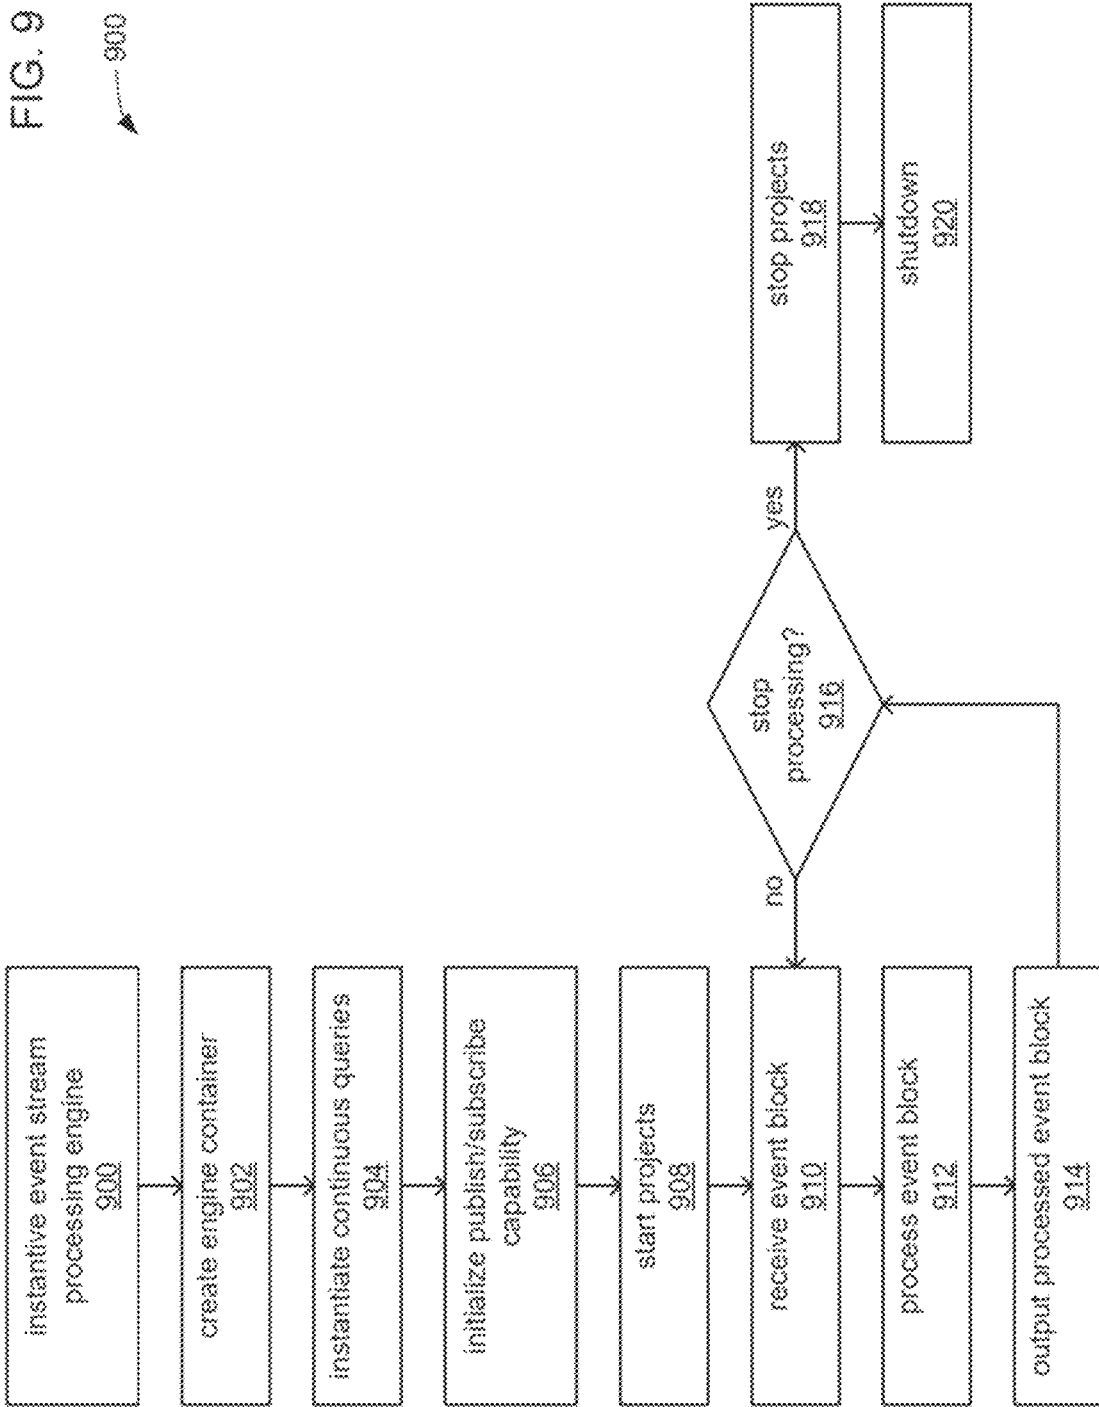 FIG. 9
900
instantive event stream
processing engine
900
create engine container
902
instantiate continuous queries
904
initialize publish/subscribe
capability
906
start projects
908
receive event block
910
process event block
912
output processed event block
914
no
stop
processing?
916
yes
stop projects
918
shutdown
920